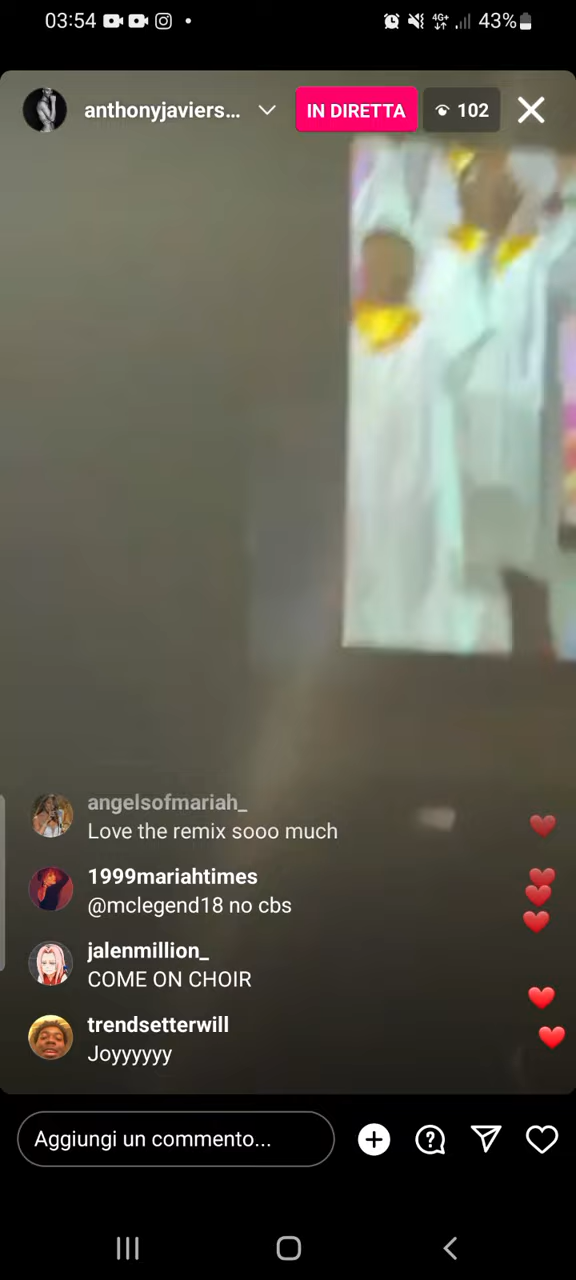 03:54 4G+ 43%
anthonyjaviers... IN DIRETTA 102
angelsofmariah_
Love the remix sooo much
1999mariahtimes
@mclegend18 no cbs
jalenmillion_
COME ON CHOIR
trendsetterwill
Joyyyyyy
Aggiungi un commento...